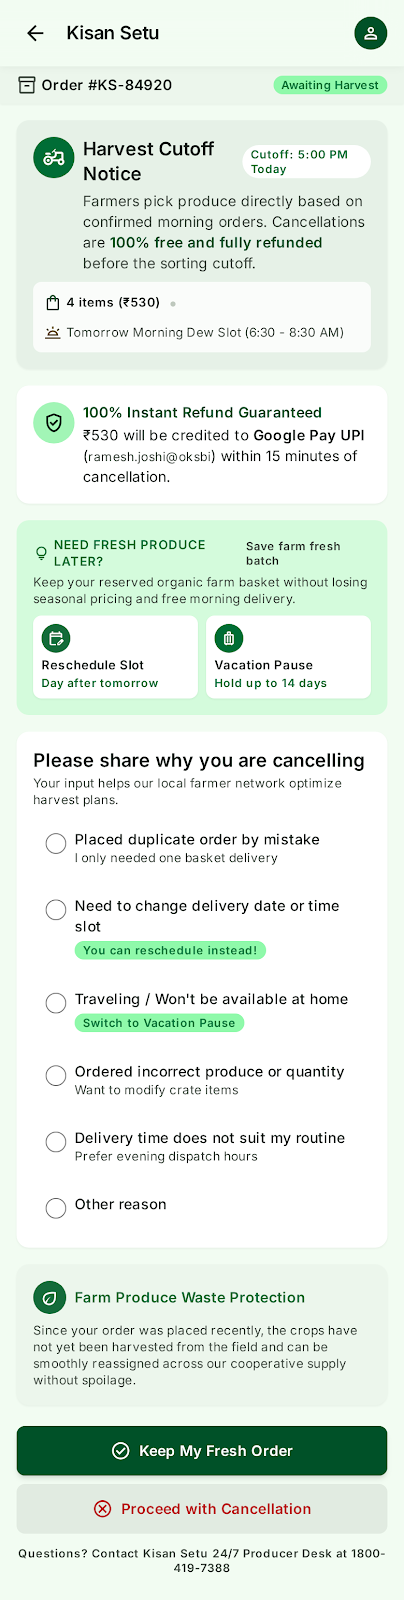 Kisan Setu
Order #KS-84920
Awaiting Harvest
Harvest Cutoff
Notice
Cutoff: 5:00 PM
Today
Farmers pick produce directly based on
confirmed morning orders. Cancellations
are 100% free and fully refunded
before the sorting cutoff.
4 items (₹530)
Tomorrow Morning Dew Slot (6:30 - 8:30 AM)
100% Instant Refund Guaranteed
₹530 will be credited to Google Pay UPI
(ramesh.joshi@oksbi) within 15 minutes of
cancellation.
NEED FRESH PRODUCE
LATER?
Save farm fresh
batch
Keep your reserved organic farm basket without losing
seasonal pricing and free morning delivery.
Reschedule Slot
Day after tomorrow
Vacation Pause
Hold up to 14 days
Please share why you are cancelling
Your input helps our local farmer network optimize
harvest plans.
Placed duplicate order by mistake
I only needed one basket delivery
Need to change delivery date or time
slot
You can reschedule instead!
Traveling / Won't be available at home
Switch to Vacation Pause
Ordered incorrect produce or quantity
Want to modify crate items
Delivery time does not suit my routine
Prefer evening dispatch hours
Other reason
Farm Produce Waste Protection
Since your order was placed recently, the crops have
not yet been harvested from the field and can be
smoothly reassigned across our cooperative supply
without spoilage.
Keep My Fresh Order
Proceed with Cancellation
Questions? Contact Kisan Setu 24/7 Producer Desk at 1800-
419-7388